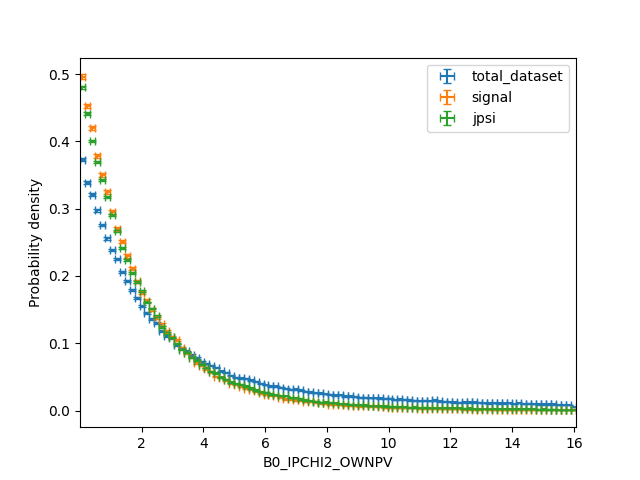 0.5
0.4
0.3
0.2
0.1
0.0
Probability density
total_dataset
signal
jpsi
2 4 6 8 10 12 14 16
B0_IPCHI2_OWNPV